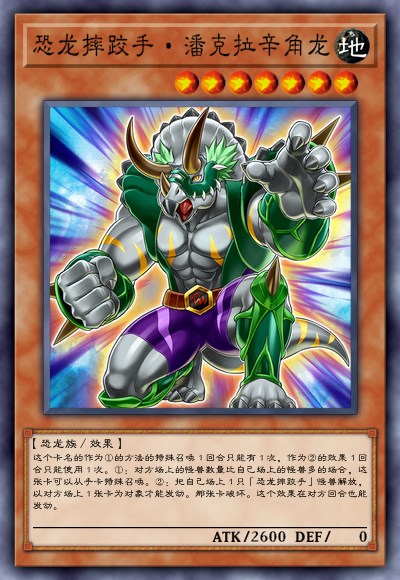 恐龙摔跤手·潘克拉辛角龙
地
【恐龙族/效果】
这个卡名的作为①的方法的特殊召唤1回合只能有1次,作为②的效果1回
合只能使用1次。①:对方场上的怪兽数量比自己场上的怪兽多的场合,这
张卡可以从手卡特殊召唤。②:把自己场上1只「恐龙摔跤手」怪兽解放,
以对方场上1张卡为对象才能发动。那张卡破坏。这个效果在对方回合也能
发动。
ATK/2600 DEF/ 0